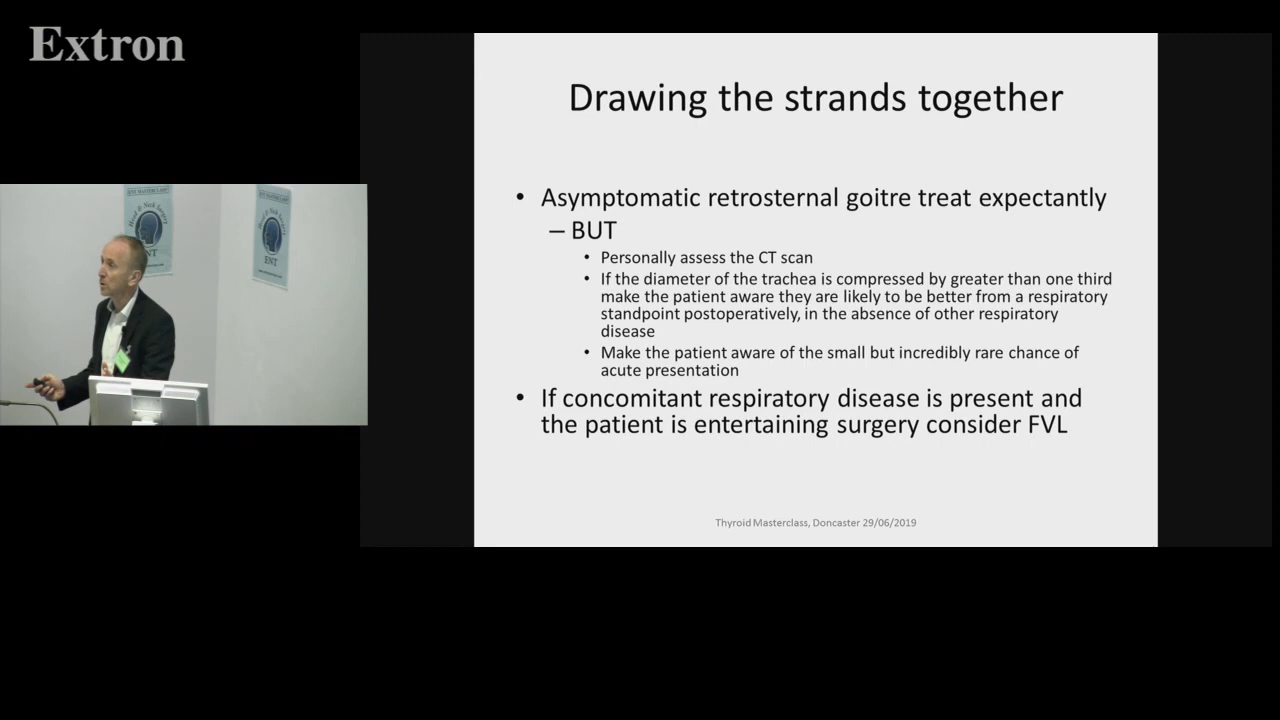 Extron
Drawing the strands together
• Asymptomatic retrosternal goitre treat expectantly
– BUT
• Personally assess the CT scan
• If the diameter of the trachea is compressed by greater than one third
make the patient aware they are likely to be better from a respiratory
standpoint postoperatively, in the absence of other respiratory
disease
• Make the patient aware of the small but incredibly rare chance of
acute presentation
• If concomitant respiratory disease is present and
the patient is entertaining surgery consider FVL
Thyroid Masterclass, Doncaster 29/06/2019
Head & Neck Surgery
ENT
ENT